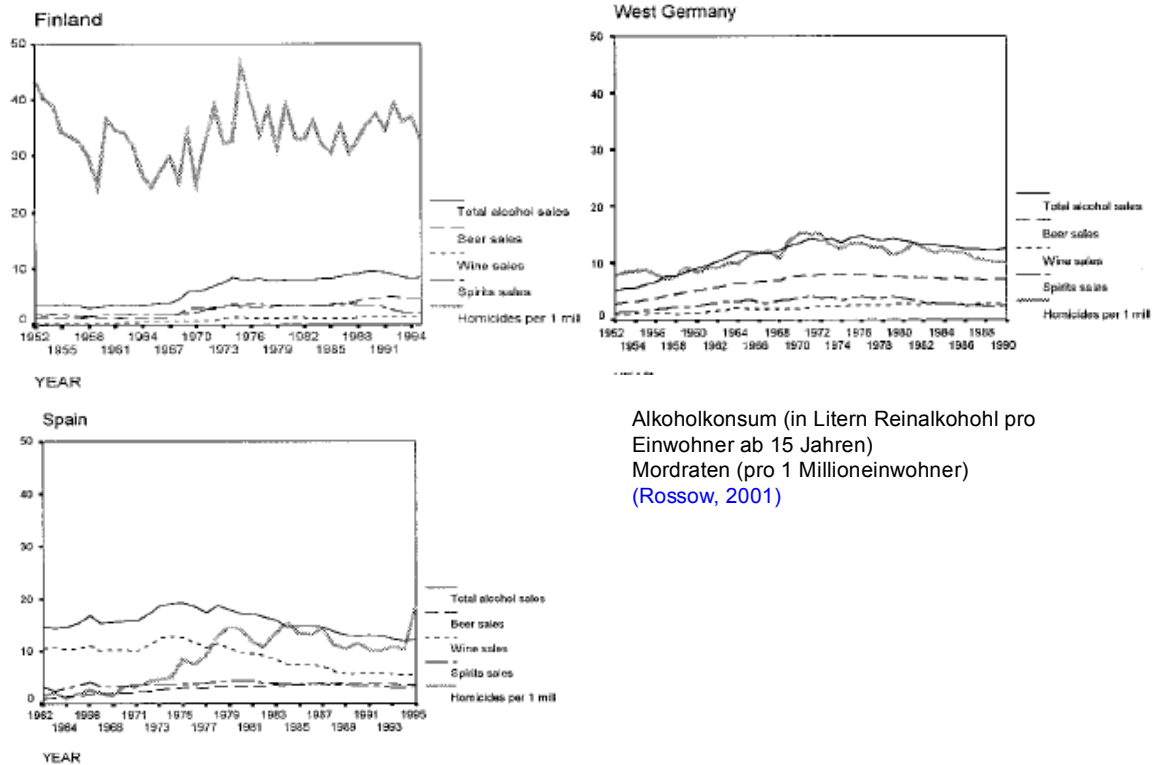 Finland
50
40
30
20
10
0
1952 1958 1964 1970 1976 1982 1988 1994
1955 1961 1967 1973 1979 1985 1991
YEAR
Total alcohol sales
Beer sales
Wine sales
Spirits sales
Homicides per 1 mill
West Germany
50
40
30
20
10
0
1952 1956 1960 1964 1968 1972 1976 1980 1984 1988
1954 1958 1962 1966 1970 1974 1978 1982 1986 1990
Total alcohol sales
Beer sales
Wine sales
Spirits sales
Homicides per 1 mill
Spain
50
40
30
20
10
0
1962 1966 1971 1975 1979 1983 1987 1991 1995
1964 1968 1973 1977 1981 1985 1989 1993
YEAR
Total alcohol sales
Beer sales
Wine sales
Spirits sales
Homicides per 1 mill
Alkoholkonsum (in Litern Reinalkohohl pro
Einwohner ab 15 Jahren)
Mordraten (pro 1 Millioneinwohner)
(Rossow, 2001)